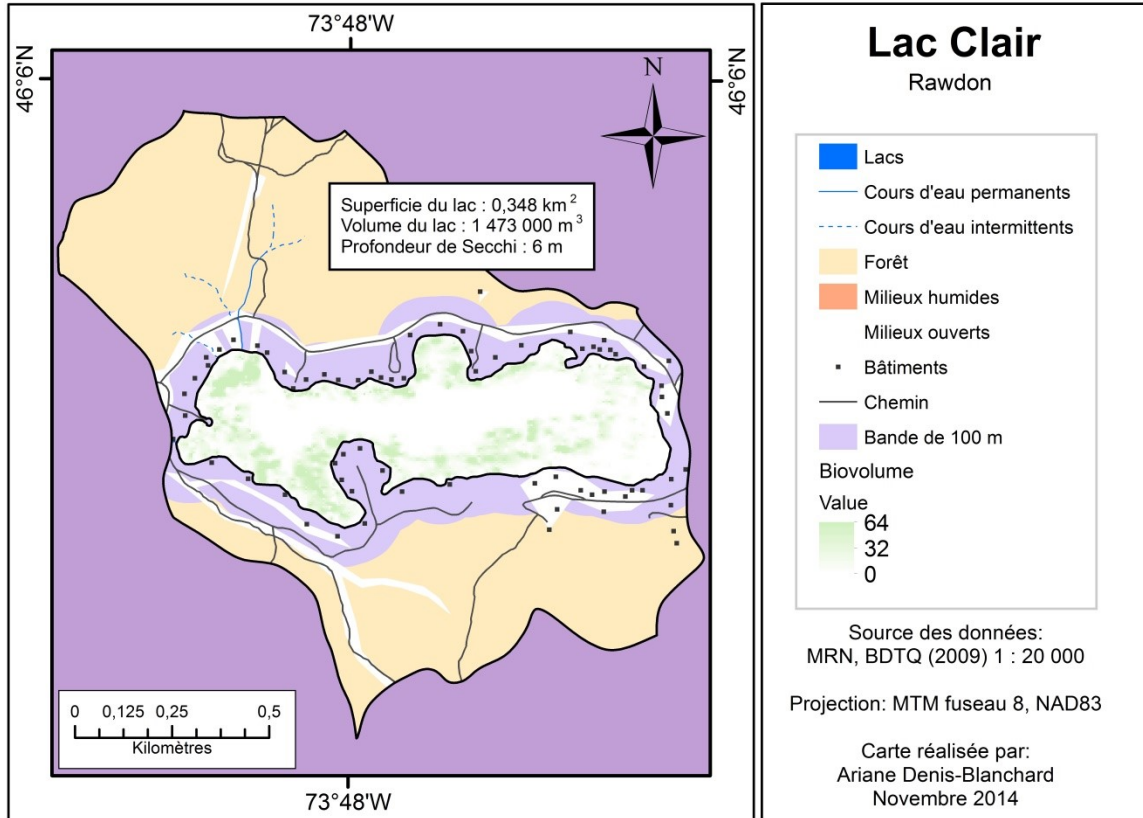 73°48'W
46°6'N
46°6'N
N
Superficie du lac : 0,348 km²
Volume du lac : 1 473 000 m³
Profondeur de Secchi : 6 m
0 0,125 0,25 0,5
Kilomètres
73°48'W
Lac Clair
Rawdon
Lacs
Cours d'eau permanents
Cours d'eau intermittents
Forêt
Milieux humides
Milieux ouverts
Bâtiments
Chemin
Bande de 100 m
Biovolume
Value
64
32
0
Source des données:
MRN, BDTQ (2009) 1 : 20 000
Projection: MTM fuseau 8, NAD83
Carte réalisée par:
Ariane Denis-Blanchard
Novembre 2014